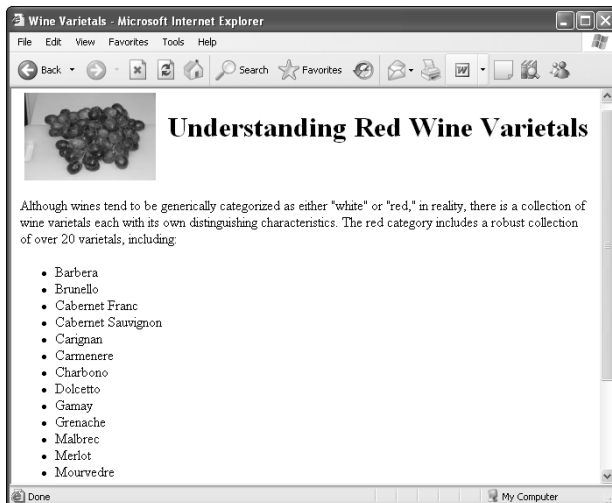 Wine Varietals - Microsoft Internet Explorer
File Edit View Favorites Tools Help
Back Search Favorites W
Understanding Red Wine Varietals
Although wines tend to be generically categorized as either "white" or "red," in reality, there is a collection of
wine varietals each with its own distinguishing characteristics. The red category includes a robust collection
of over 20 varietals, including:
• Barbera
• Brunello
• Cabernet Franc
• Cabernet Sauvignon
• Carignan
• Carmenere
• Charbono
• Dolcetto
• Gamay
• Grenache
• Malbrec
• Merlot
• Mourvedre
Done My Computer